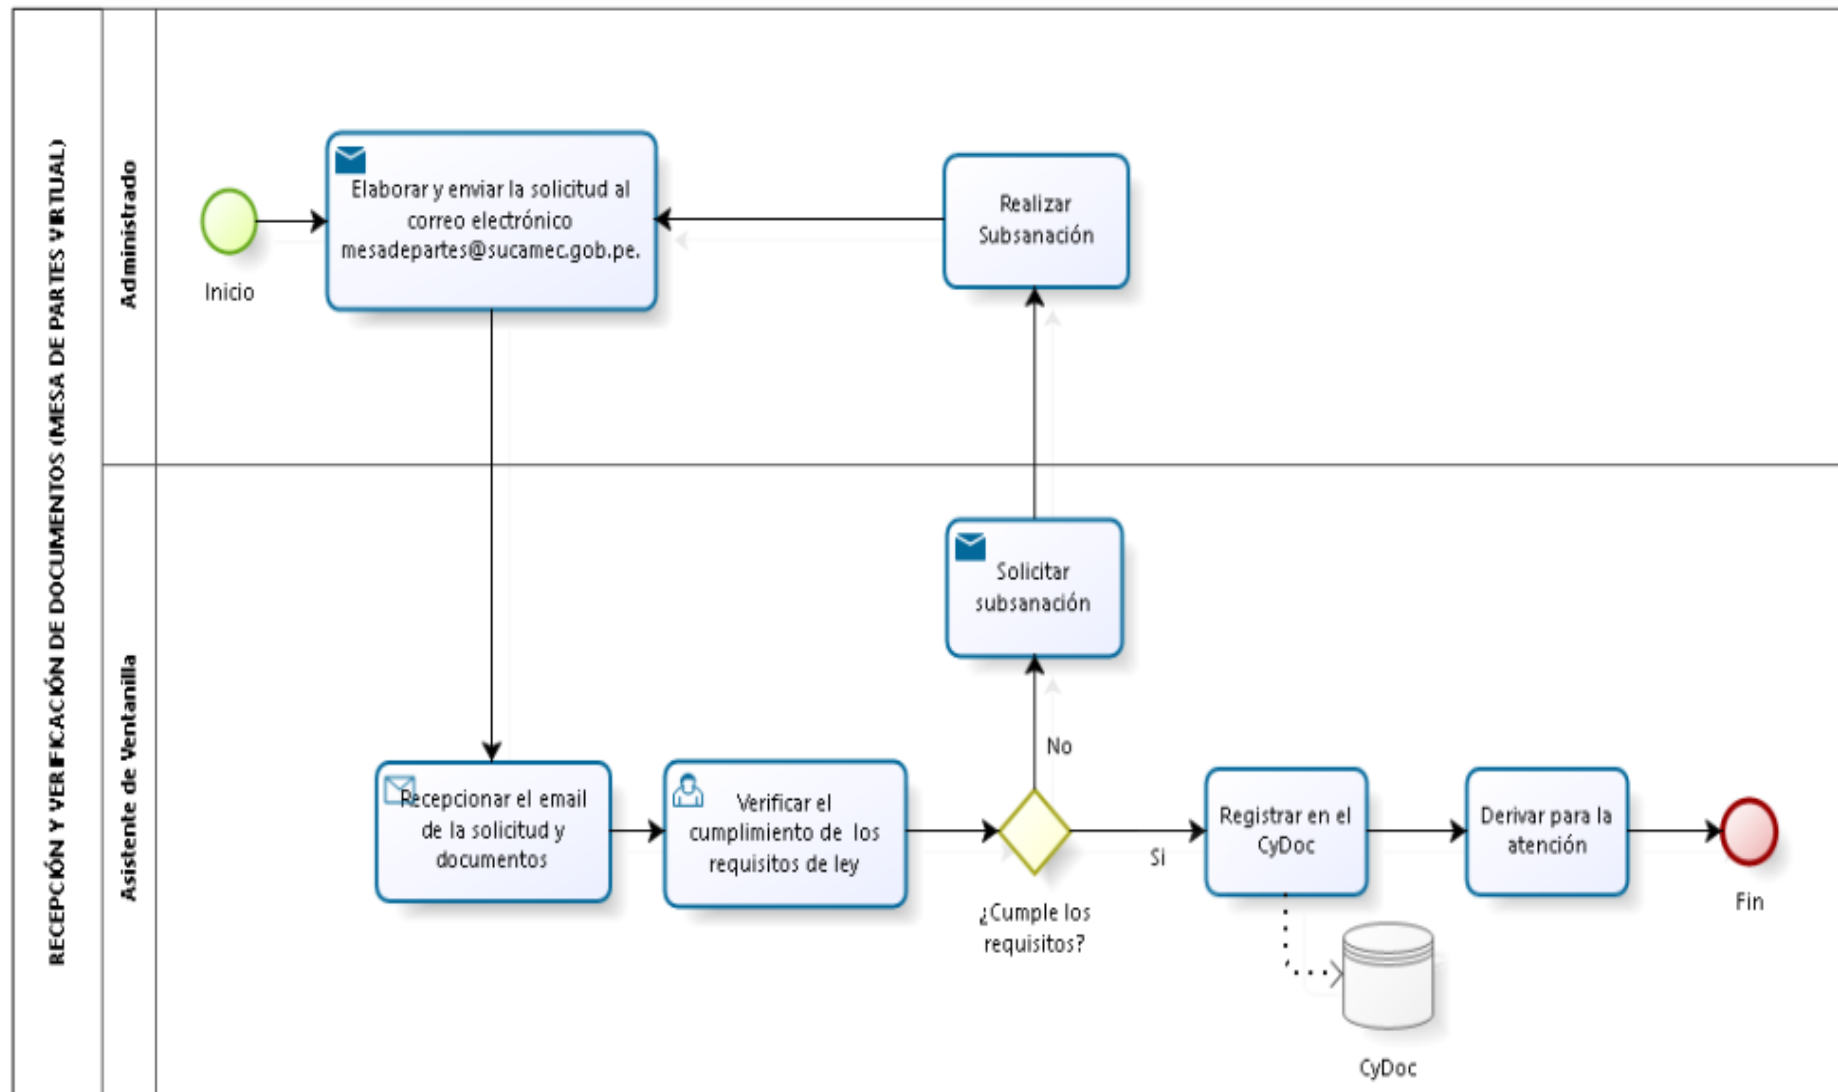 RECEPCIÓN Y VERIFICACIÓN DE DOCUMENTOS (MESA DE PARTES VIRTUAL)
Administrado
Inicio
Elaborar y enviar la solicitud al
correo electrónico
mesadepartes@sucamec.gob.pe.
Realizar
Subsanación
Asistente de Ventanilla
Solicitar
subsanación
No
Recepcionar el email
de la solicitud y
documentos
Verificar el
cumplimiento de los
requisitos de ley
¿Cumple los
requisitos?
Si
Registrar en el
CyDoc
Derivar para la
atención
Fin
CyDoc